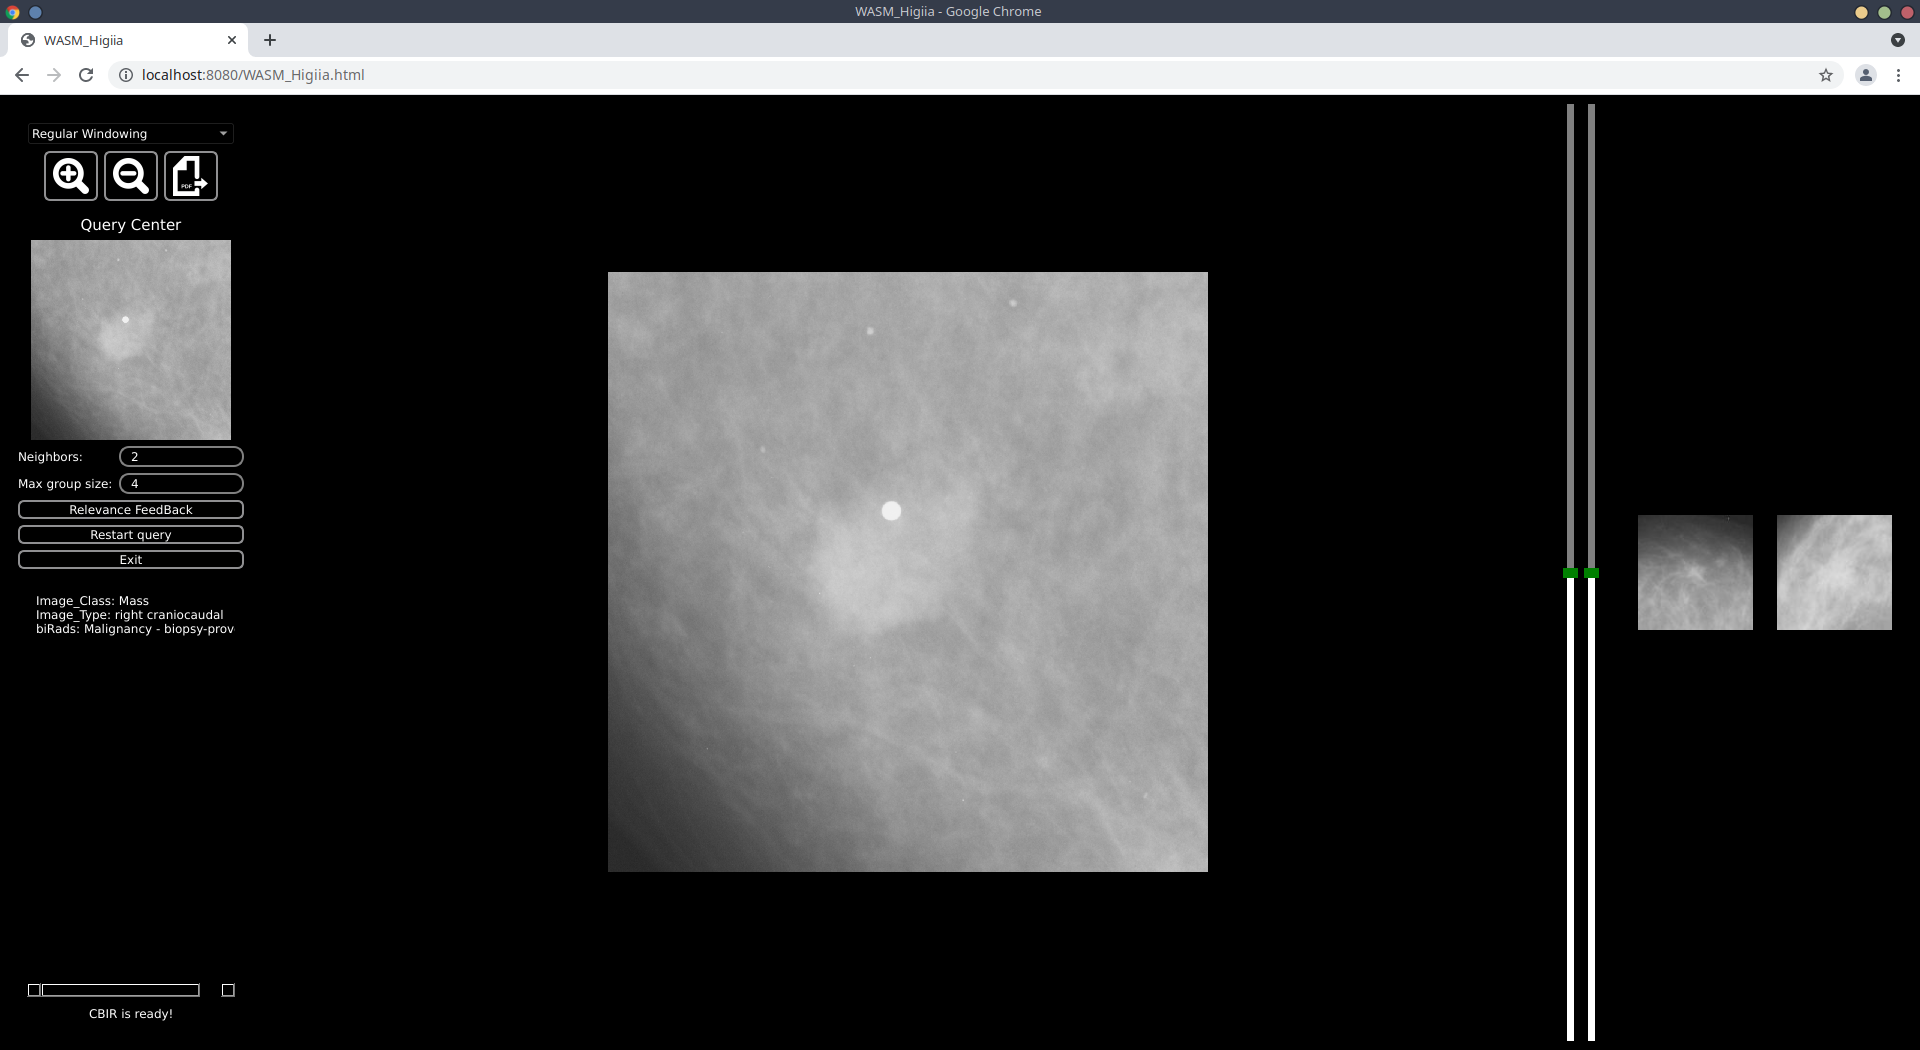 WASM_Higiia - Google Chrome
WASM_Higiia
localhost:8080/WASM_Higiia.html
Regular Windowing
PDF
Query Center
Neighbors: 2
Max group size: 4
Relevance FeedBack
Restart query
Exit
Image_Class: Mass
Image_Type: right craniocaudal
biRads: Malignancy - biopsy-prov
CBIR is ready!